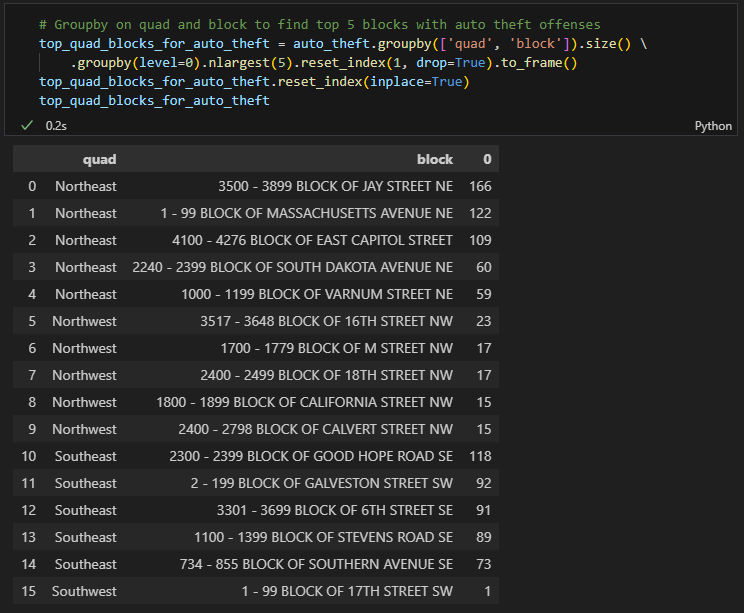 # Groupby on quad and block to find top 5 blocks with auto theft offenses
top_quad_blocks_for_auto_theft = auto_theft.groupby(['quad', 'block']).size() \
.groupby(level=0).nlargest(5).reset_index(1, drop=True).to_frame()
top_quad_blocks_for_auto_theft.reset_index(inplace=True)
top_quad_blocks_for_auto_theft
0.2s Python
quad block 0
0 Northeast 3500 - 3899 BLOCK OF JAY STREET NE 166
1 Northeast 1 - 99 BLOCK OF MASSACHUSETTS AVENUE NE 122
2 Northeast 4100 - 4276 BLOCK OF EAST CAPITOL STREET 109
3 Northeast 2240 - 2399 BLOCK OF SOUTH DAKOTA AVENUE NE 60
4 Northeast 1000 - 1199 BLOCK OF VARNUM STREET NE 59
5 Northwest 3517 - 3648 BLOCK OF 16TH STREET NW 23
6 Northwest 1700 - 1779 BLOCK OF M STREET NW 17
7 Northwest 2400 - 2499 BLOCK OF 18TH STREET NW 17
8 Northwest 1800 - 1899 BLOCK OF CALIFORNIA STREET NW 15
9 Northwest 2400 - 2798 BLOCK OF CALVERT STREET NW 15
10 Southeast 2300 - 2399 BLOCK OF GOOD HOPE ROAD SE 118
11 Southeast 2 - 199 BLOCK OF GALVESTON STREET SW 92
12 Southeast 3301 - 3699 BLOCK OF 6TH STREET SE 91
13 Southeast 1100 - 1399 BLOCK OF STEVENS ROAD SE 89
14 Southeast 734 - 855 BLOCK OF SOUTHERN AVENUE SE 73
15 Southwest 1 - 99 BLOCK OF 17TH STREET SW 1